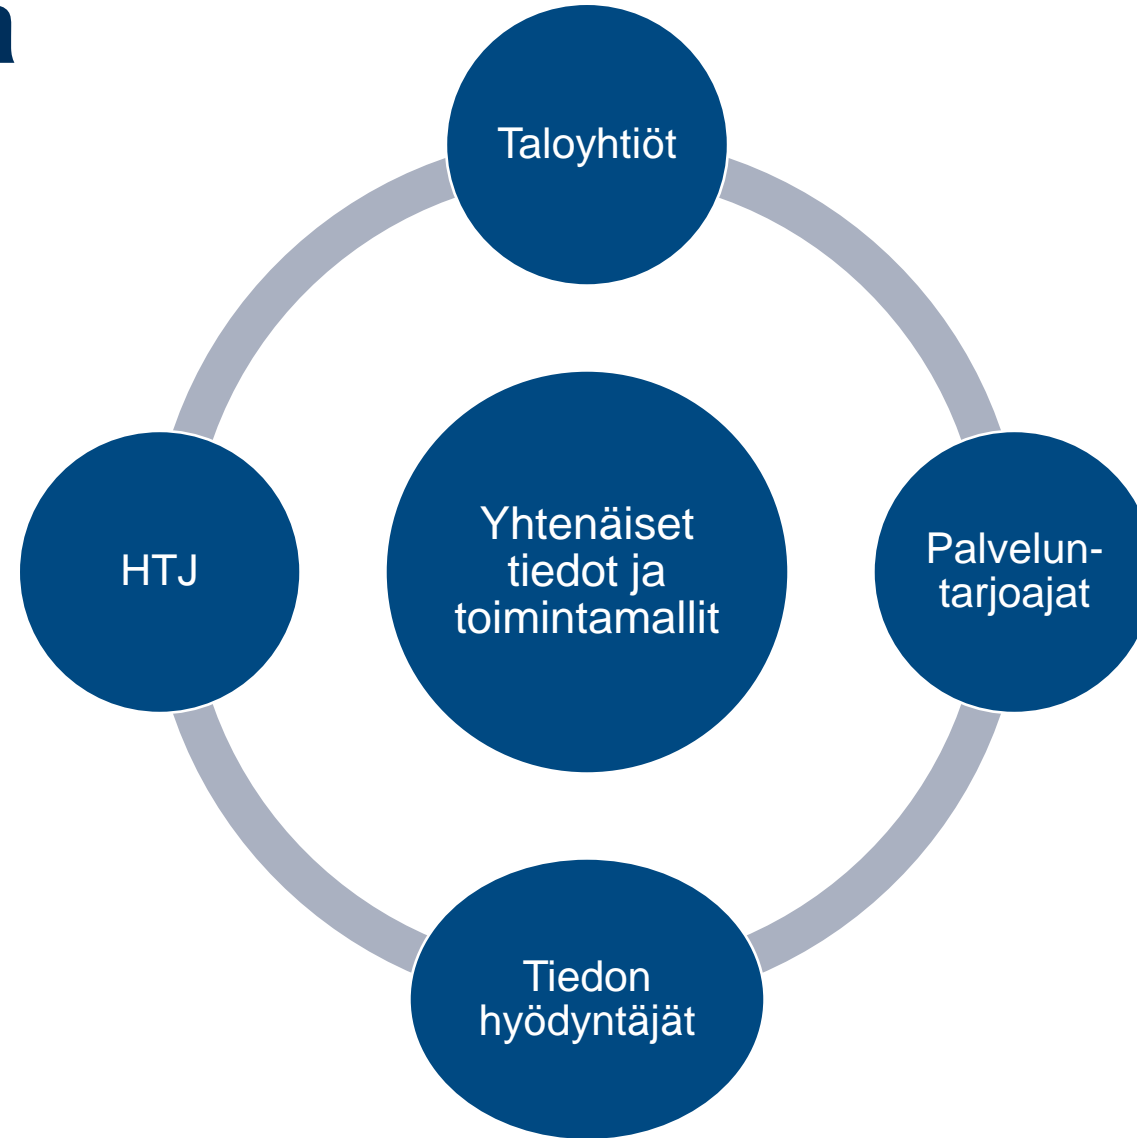 Taloyhtiöt
HTJ
Yhtenäiset
tiedot ja
toimintamallit
Palvelun-
tarjoajat
Tiedon
hyödyntäjät